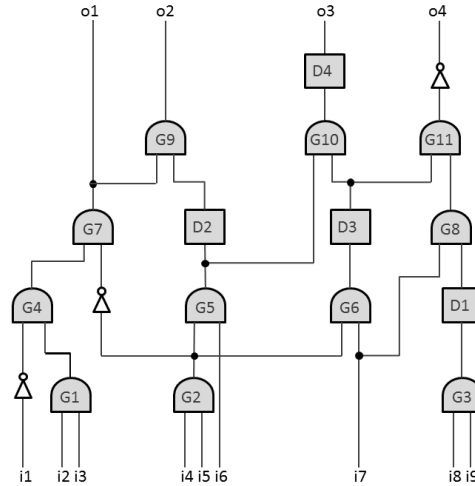 o1 o2 o3 o4
D4
G9 G10 G11
G7 D2 D3 G8
G4 G5 G6 D1
G1 G2 G3
i1 i2 i3 i4 i5 i6 i7 i8 i9